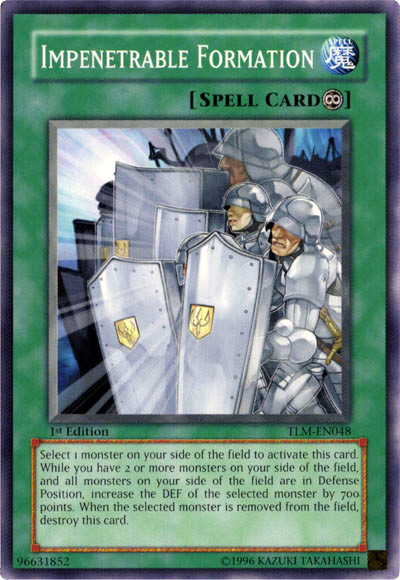 IMPENETRABLE FORMATION
SPELL
魔
[SPELL CARD♾]
1st Edition
TLM-EN048
Select 1 monster on your side of the field to activate this card.
While you have 2 or more monsters on your side of the field,
and all monsters on your side of the field are in Defense
Position, increase the DEF of the selected monster by 700
points. When the selected monster is removed from the field,
destroy this card.
96631852
©1996 KAZUKI TAKAHASHI